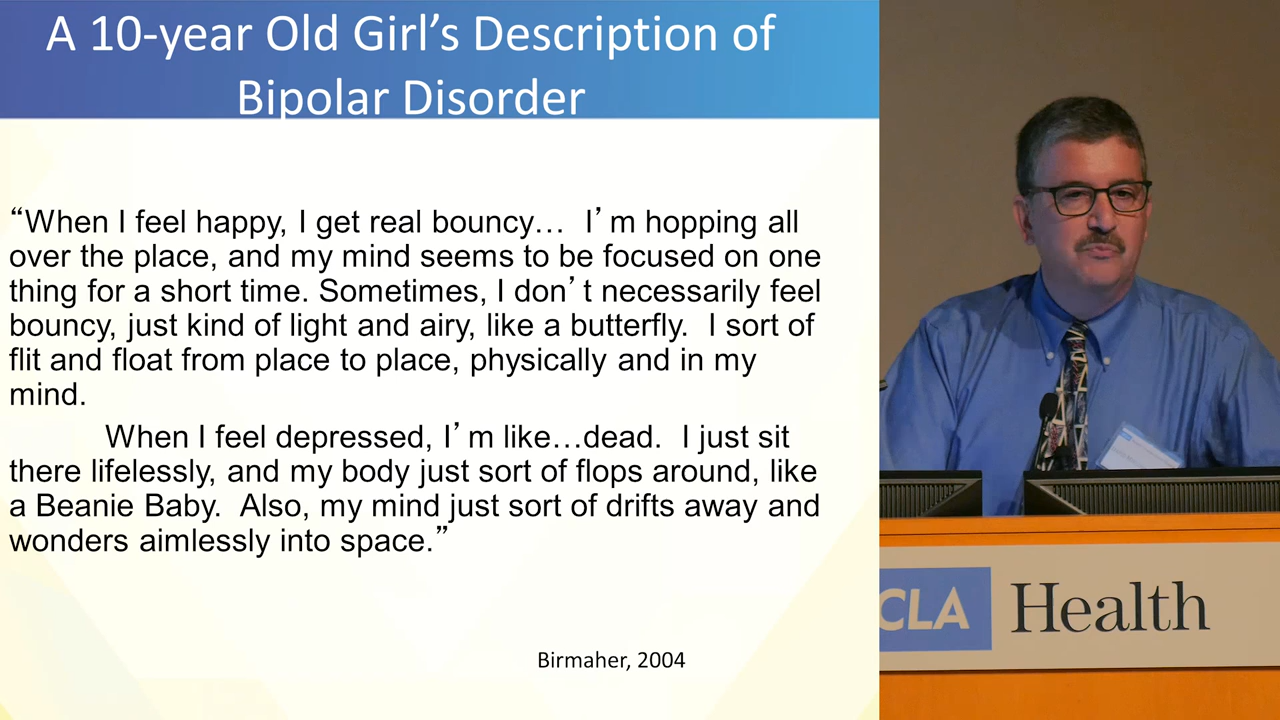 A 10-year Old Girl’s Description of
Bipolar Disorder
“When I feel happy, I get real bouncy… I’m hopping all
over the place, and my mind seems to be focused on one
thing for a short time. Sometimes, I don’t necessarily feel
bouncy, just kind of light and airy, like a butterfly. I sort of
flit and float from place to place, physically and in my
mind.
When I feel depressed, I’m like…dead. I just sit
there lifelessly, and my body just sort of flops around, like
a Beanie Baby. Also, my mind just sort of drifts away and
wonders aimlessly into space.”
Birmaher, 2004
CLA Health